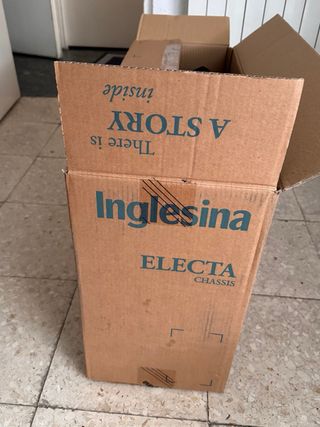 There is
A STORY
inside
Inglesina
ELECTA
CHASSIS